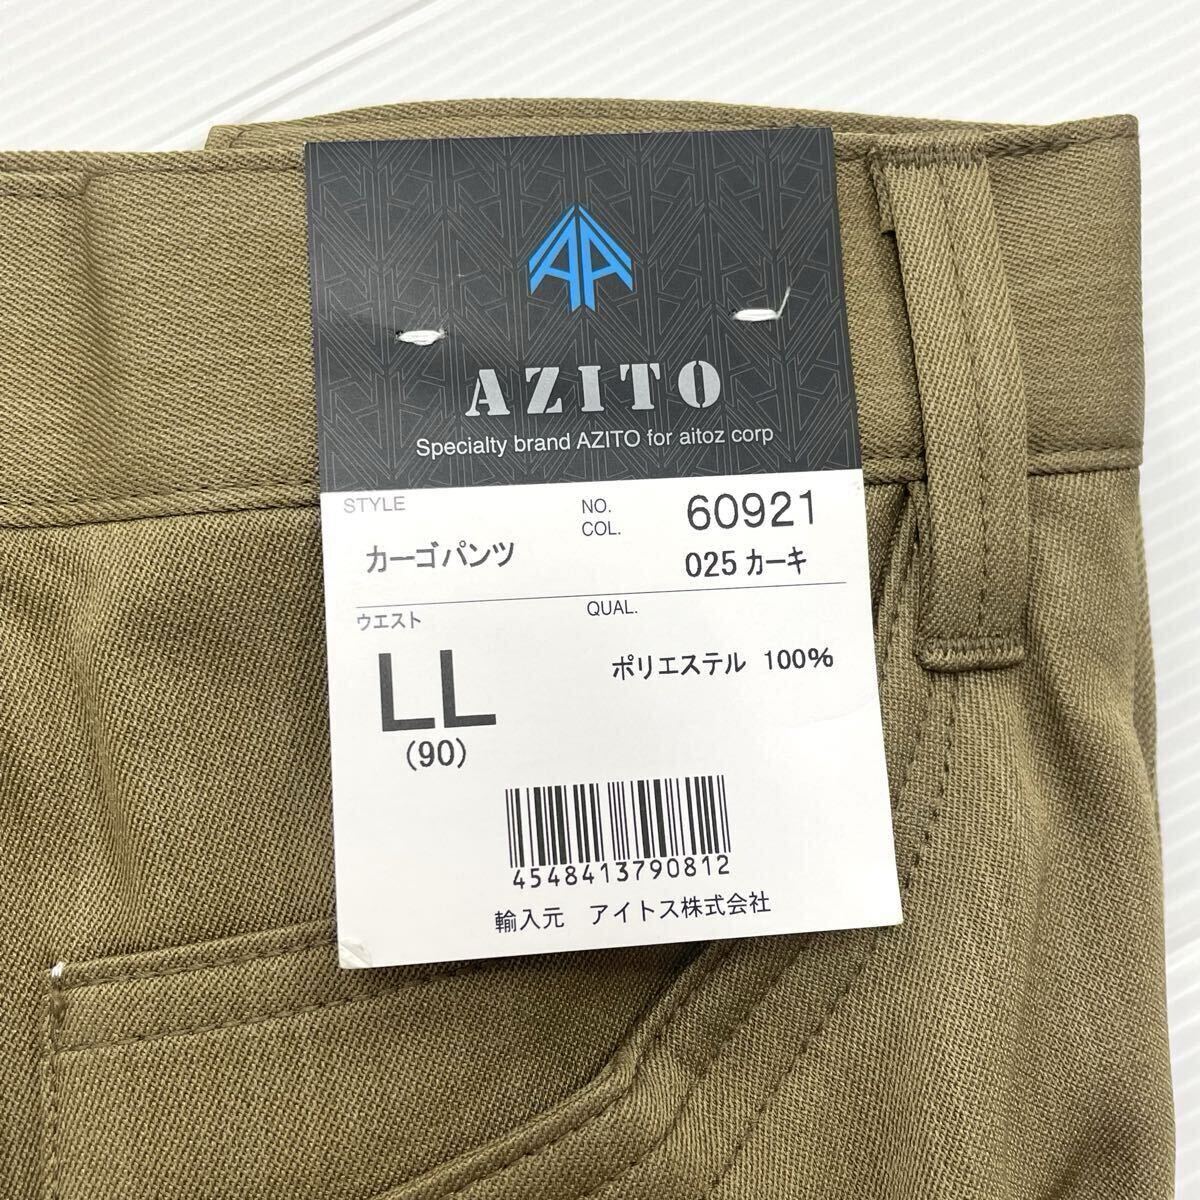 AZITO
Specialty brand AZITO for aitoz corp
STYLE
カーゴパンツ
NO. 60921
COL. 025 カーキ
ウエスト
LL
(90)
QUAL.
ポリエステル 100%
4548413790812
輸入元 アイトス株式会社